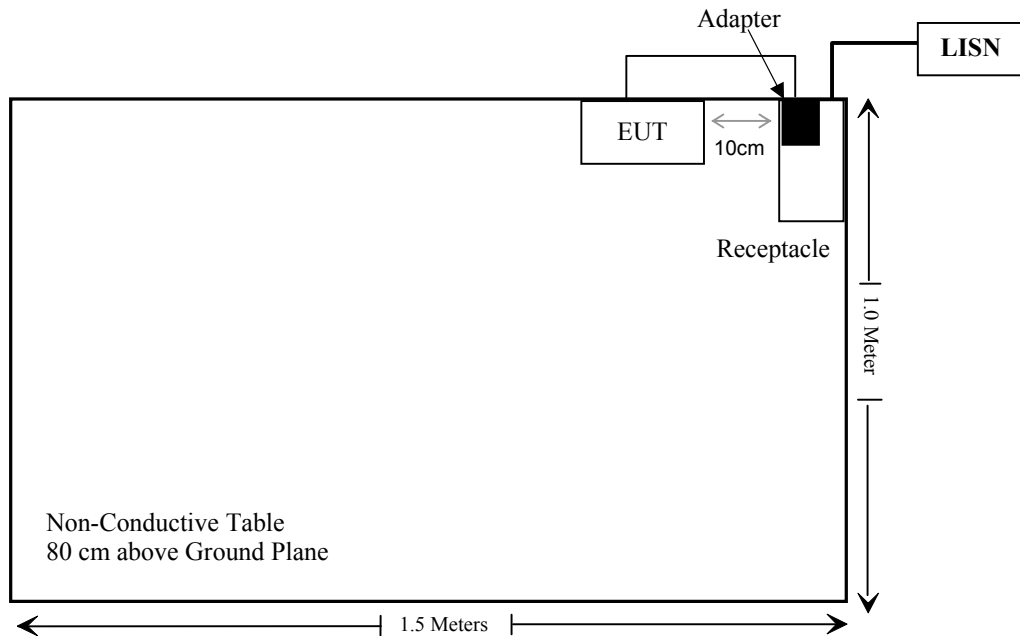 Adapter
LISN
EUT
10cm
Receptacle
1.0 Meter
Non-Conductive Table
80 cm above Ground Plane
1.5 Meters